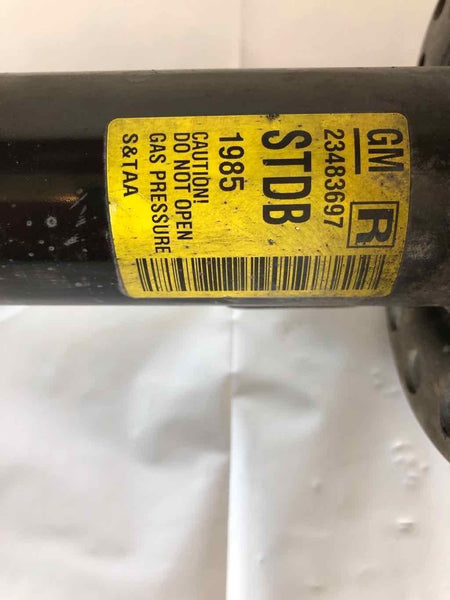 GM
23483697
R
STDB
1985
CAUTION!
DO NOT OPEN
GAS PRESSURE
S&TAA